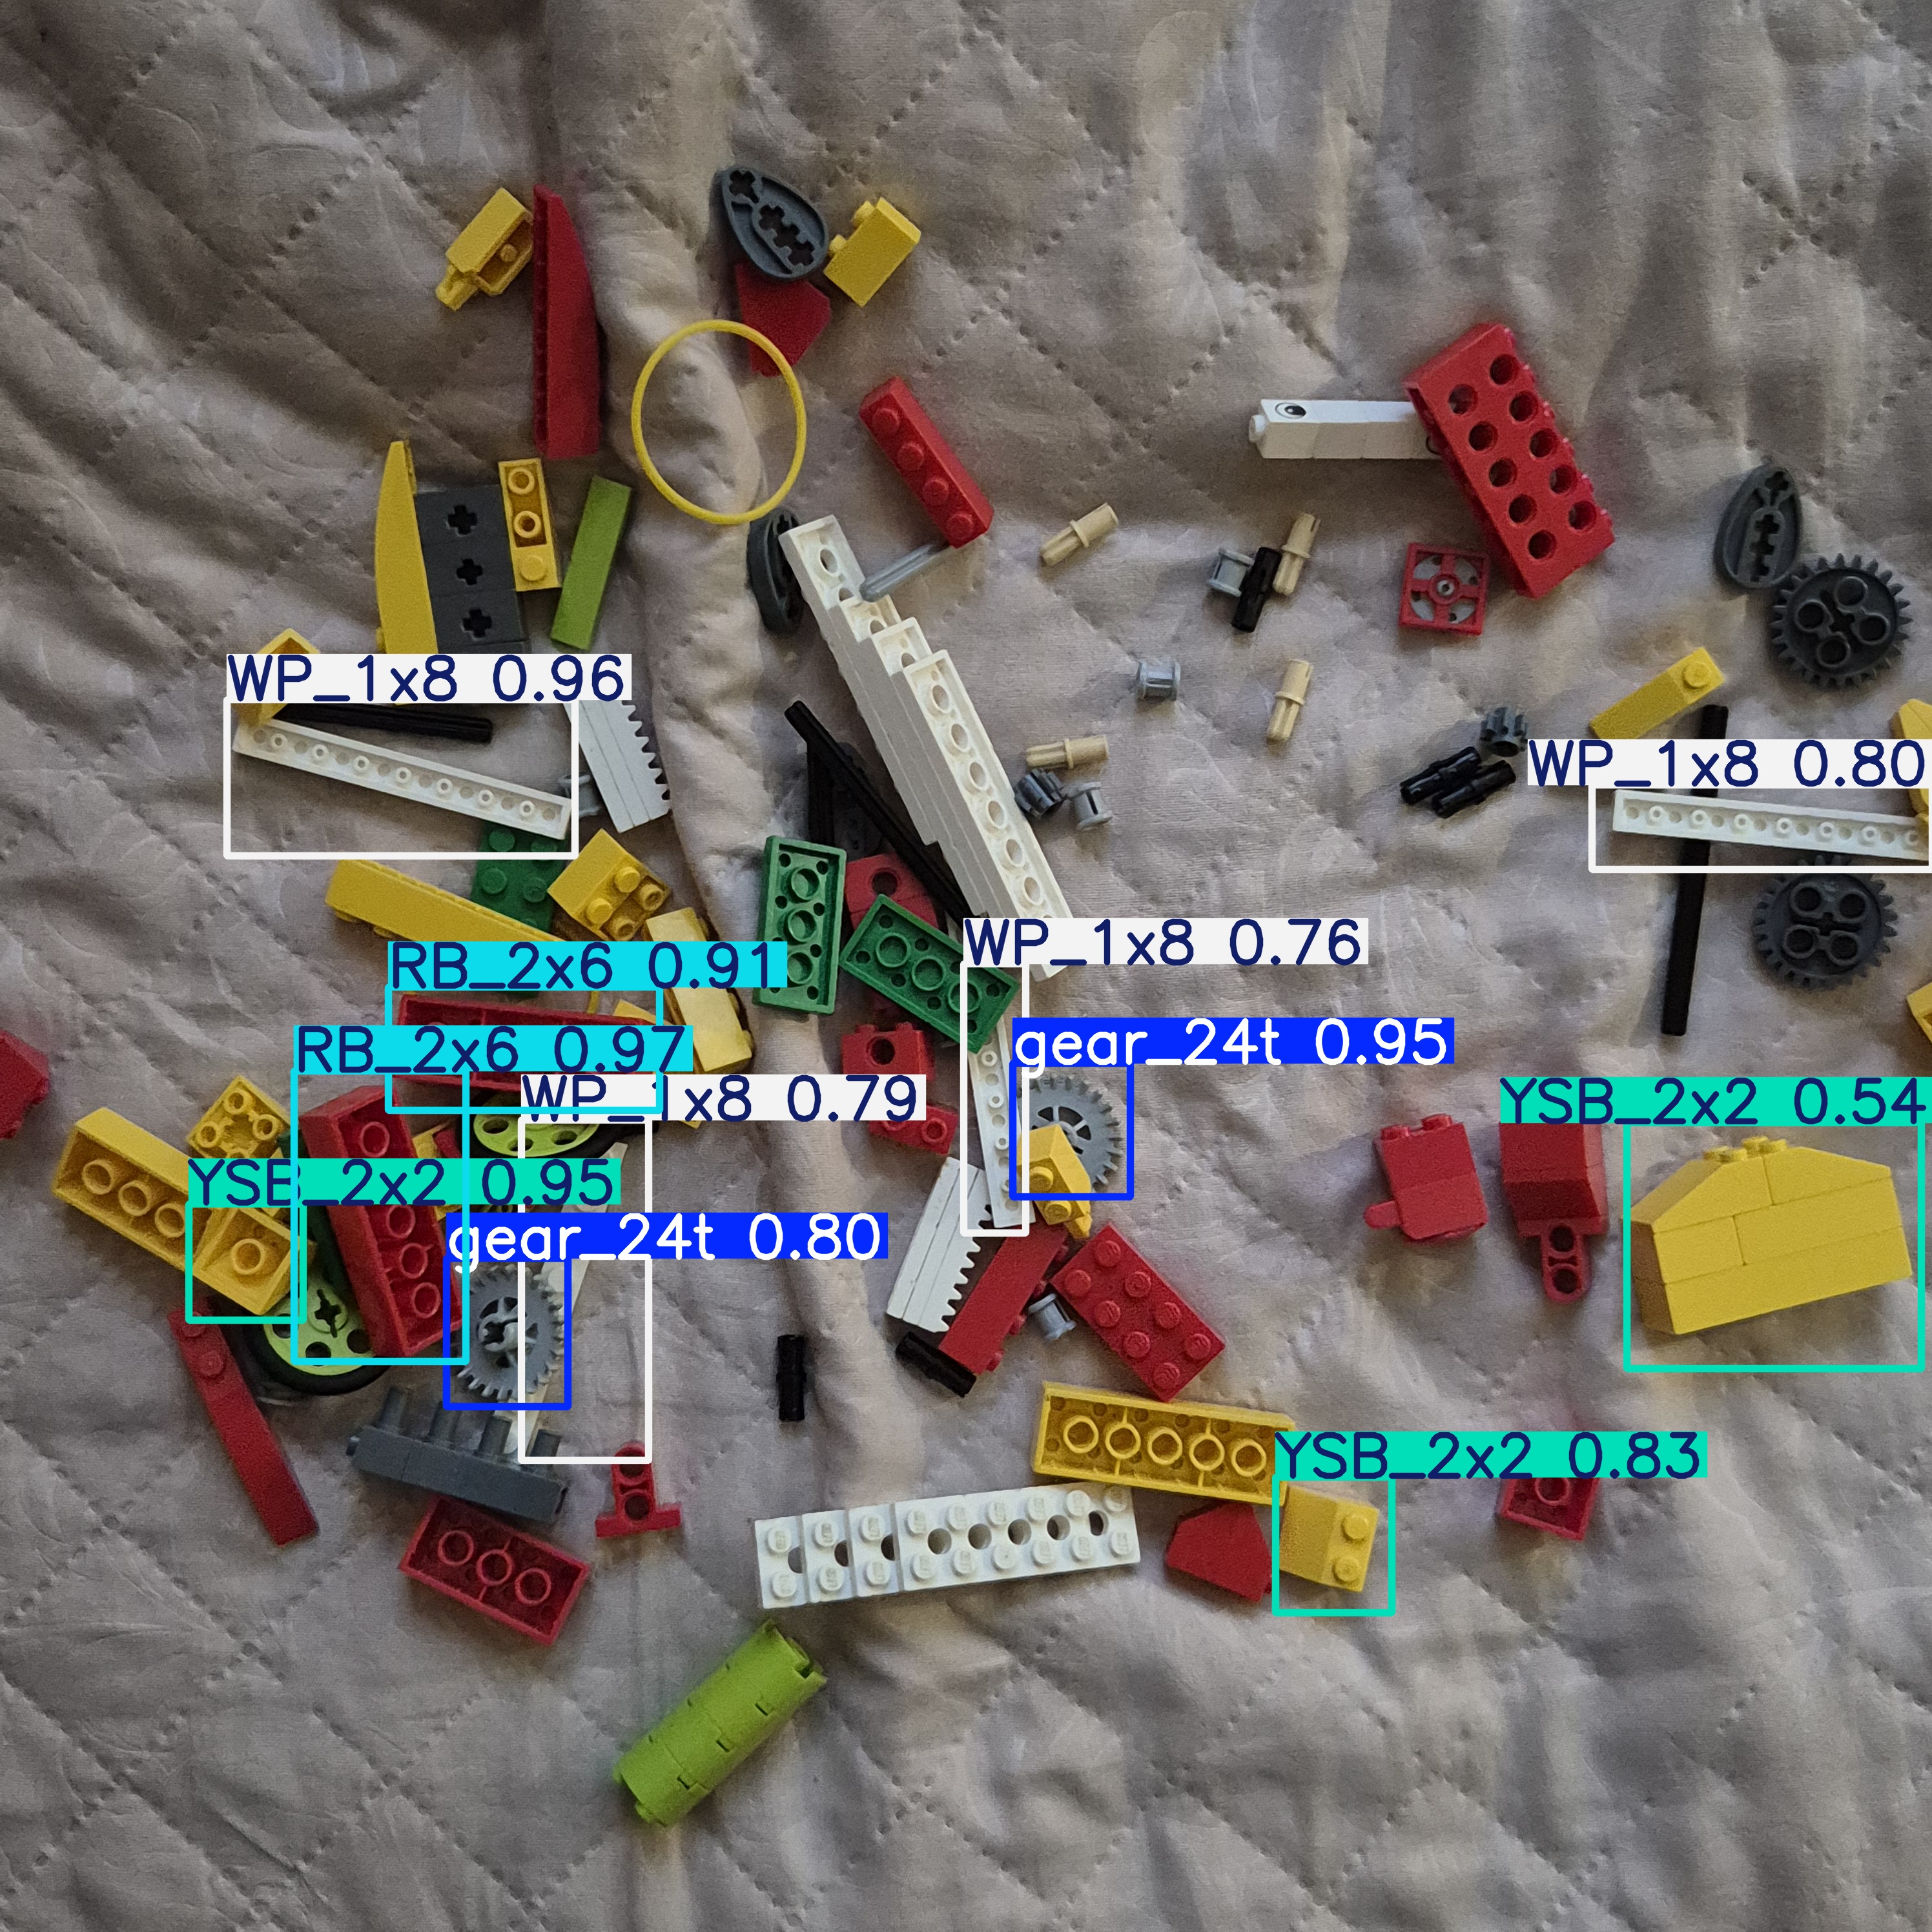 WP_1x8 0.96
WP_1x8 0.80
WP_1x8 0.76
RB_2x6 0.91
gear_24t 0.95
RB_2x6 0.97
WP_1x8 0.79
YSB_2x2 0.54
YSB_2x2 0.95
gear_24t 0.80
YSB_2x2 0.83